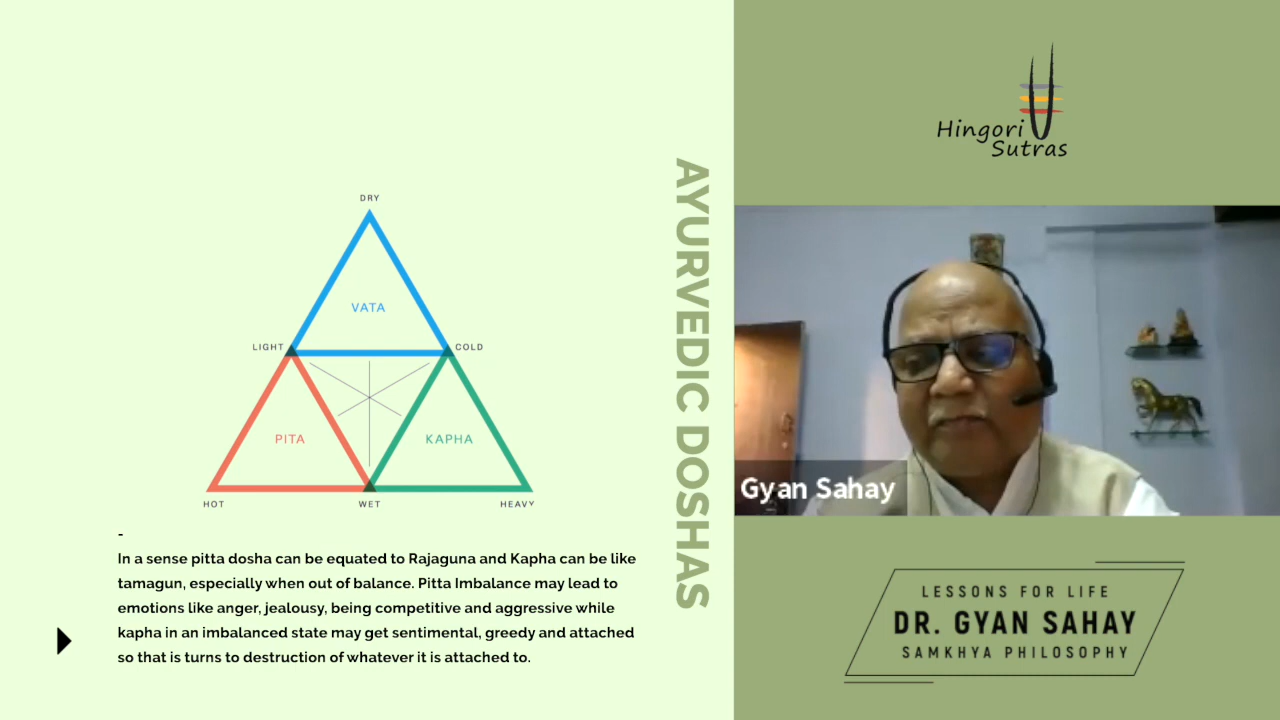 DRY
VATA
LIGHT
COLD
PITA
KAPHA
HOT
WET
HEAVY
-
In a sense pitta dosha can be equated to Rajaguna and Kapha can be like
tamagun, especially when out of balance. Pitta Imbalance may lead to
emotions like anger, jealousy, being competitive and aggressive while
kapha in an imbalanced state may get sentimental, greedy and attached
so that is turns to destruction of whatever it is attached to.
AYURVEDIC DOSHAS
Hingori
Sutras
Gyan Sahay
LESSONS FOR LIFE
DR. GYAN SAHAY
SAMKHYA PHILOSOPHY